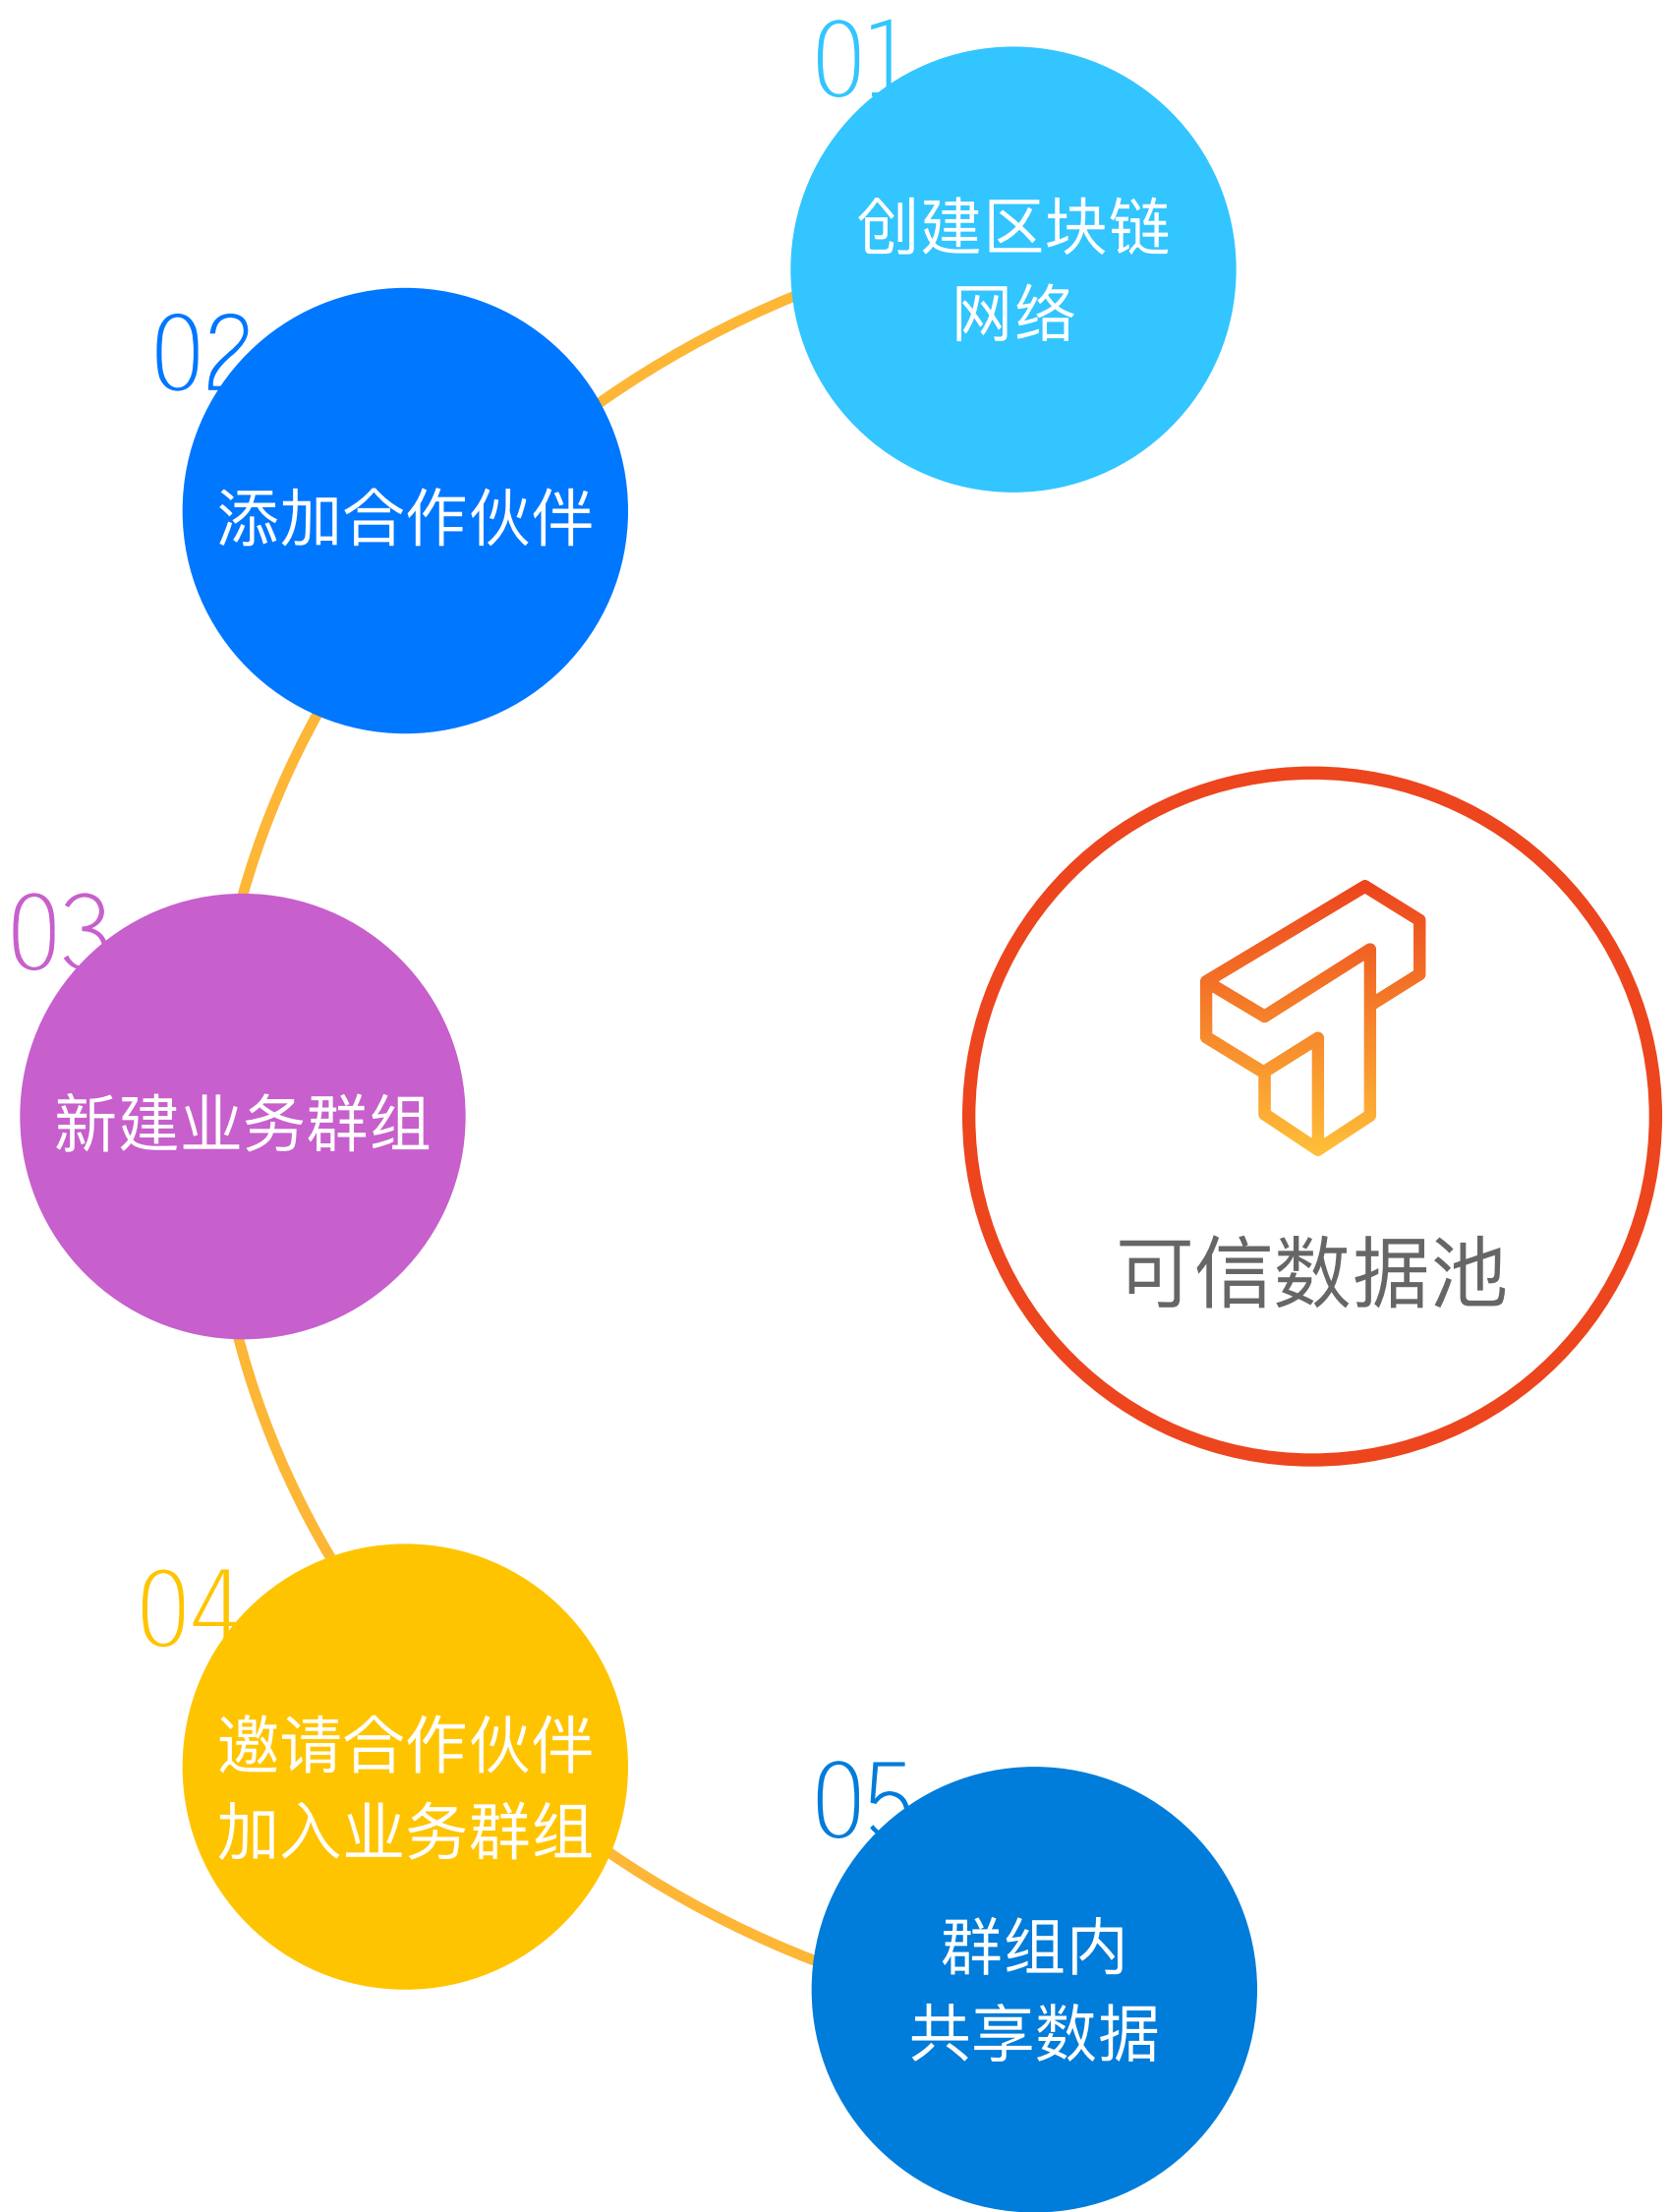 01
创建区块链
网络
02
添加合作伙伴
03
新建业务群组
可信数据池
04
邀请合作伙伴
加入业务群组
05
群组内
共享数据